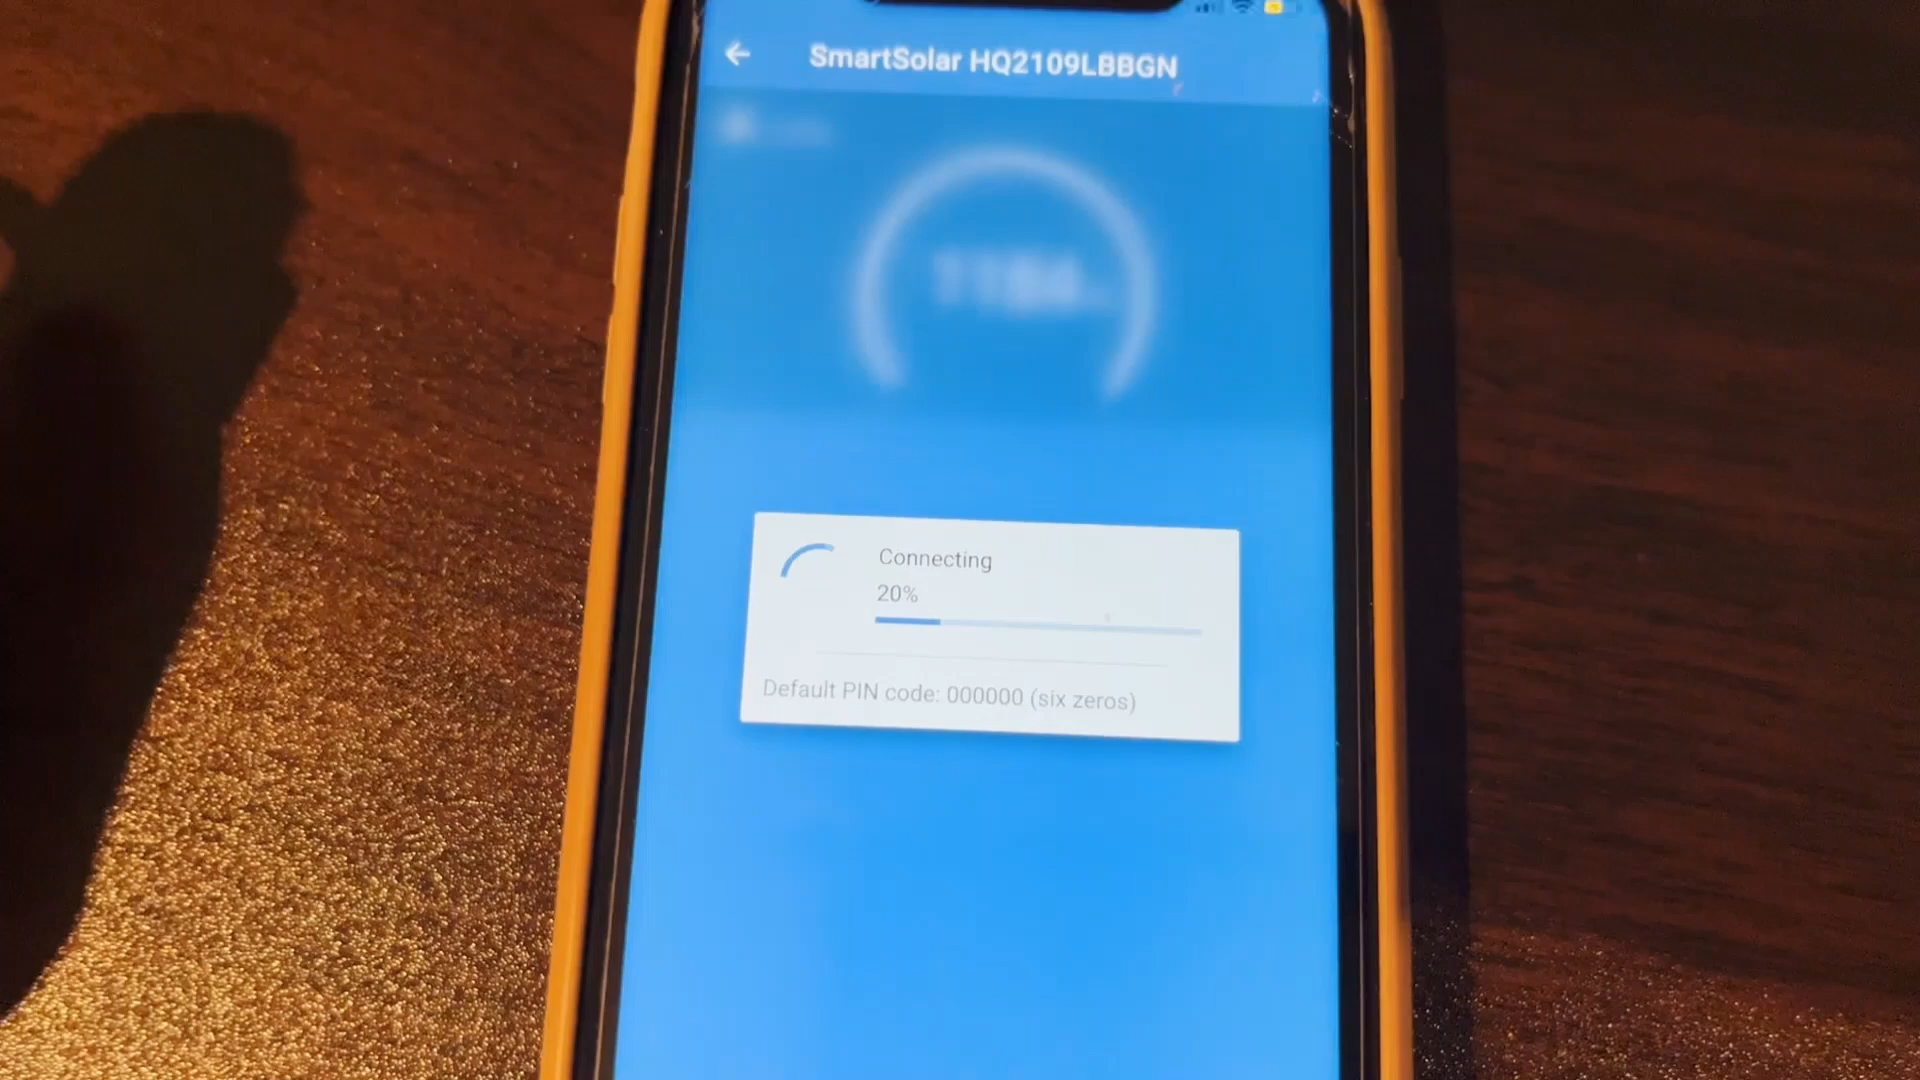 SmartSolar HQ2109LBBGN
Connecting
20%
Default PIN code: 000000 (six zeros)